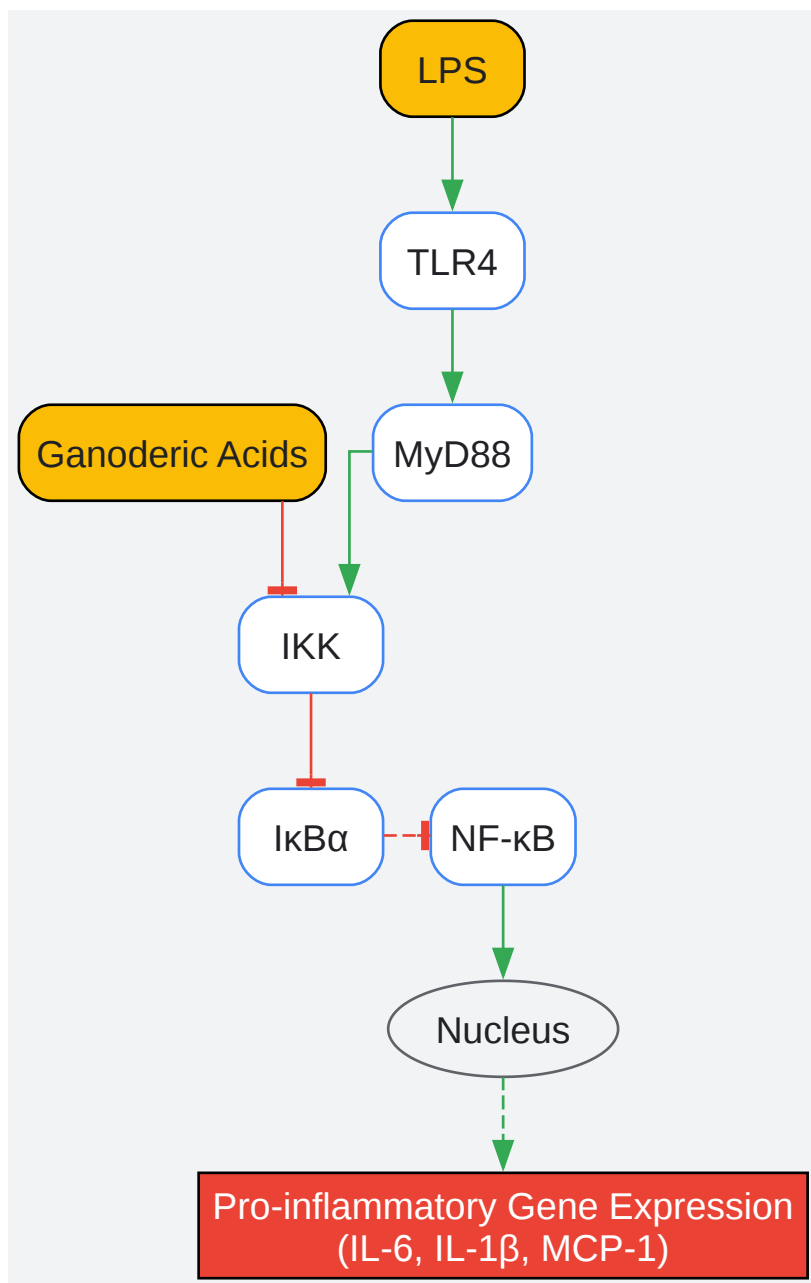 LPS
TLR4
Ganoderic Acids
MyD88
IKK
IκBα
NF-κB
Nucleus
Pro-inflammatory Gene Expression
(IL-6, IL-1β, MCP-1)